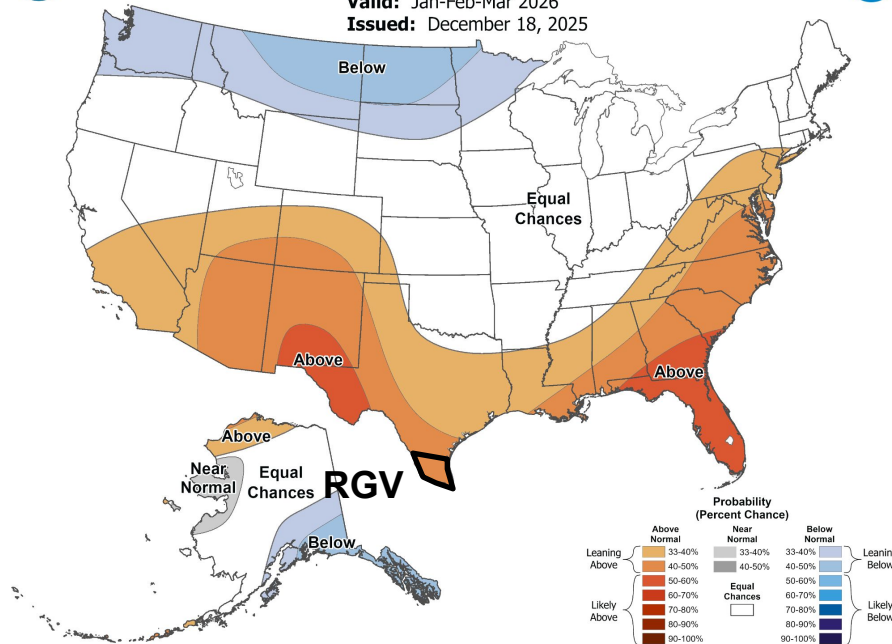 Valid: Jan-Feb-Mar 2026
Issued: December 18, 2025
Below
Equal
Chances
Above
Above
Above
Near
Normal
Equal
Chances
RGV
Below
Probability
(Percent Chance)
Above
Normal
Near
Normal
Below
Normal
Leaning
Above
33-40%
40-50%
33-40%
40-50%
33-40%
40-50%
Leaning
Below
Likely
Above
50-60%
60-70%
70-80%
80-90%
90-100%
Equal
Chances
50-60%
60-70%
70-80%
80-90%
90-100%
Likely
Below